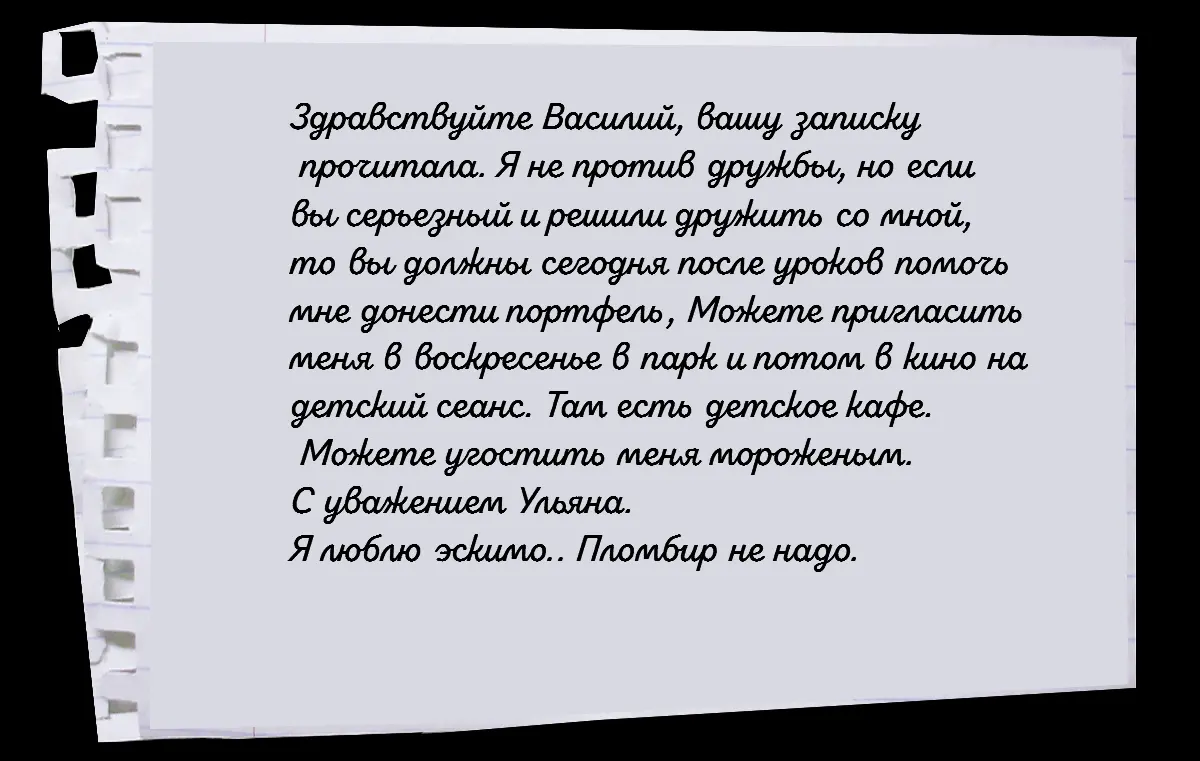 Здравствуйте Василий, вашу записку
прочитала. Я не против дружбы, но если
вы серьезный и решили дружить со мной,
то вы должны сегодня после уроков помочь
мне донести портфель, Можете пригласить
меня в воскресенье в парк и потом в кино на
детский сеанс. Там есть детское кафе.
Можете угостить меня мороженым.
С уважением Ульяна.
Я люблю эскимо.. Пломбир не надо.